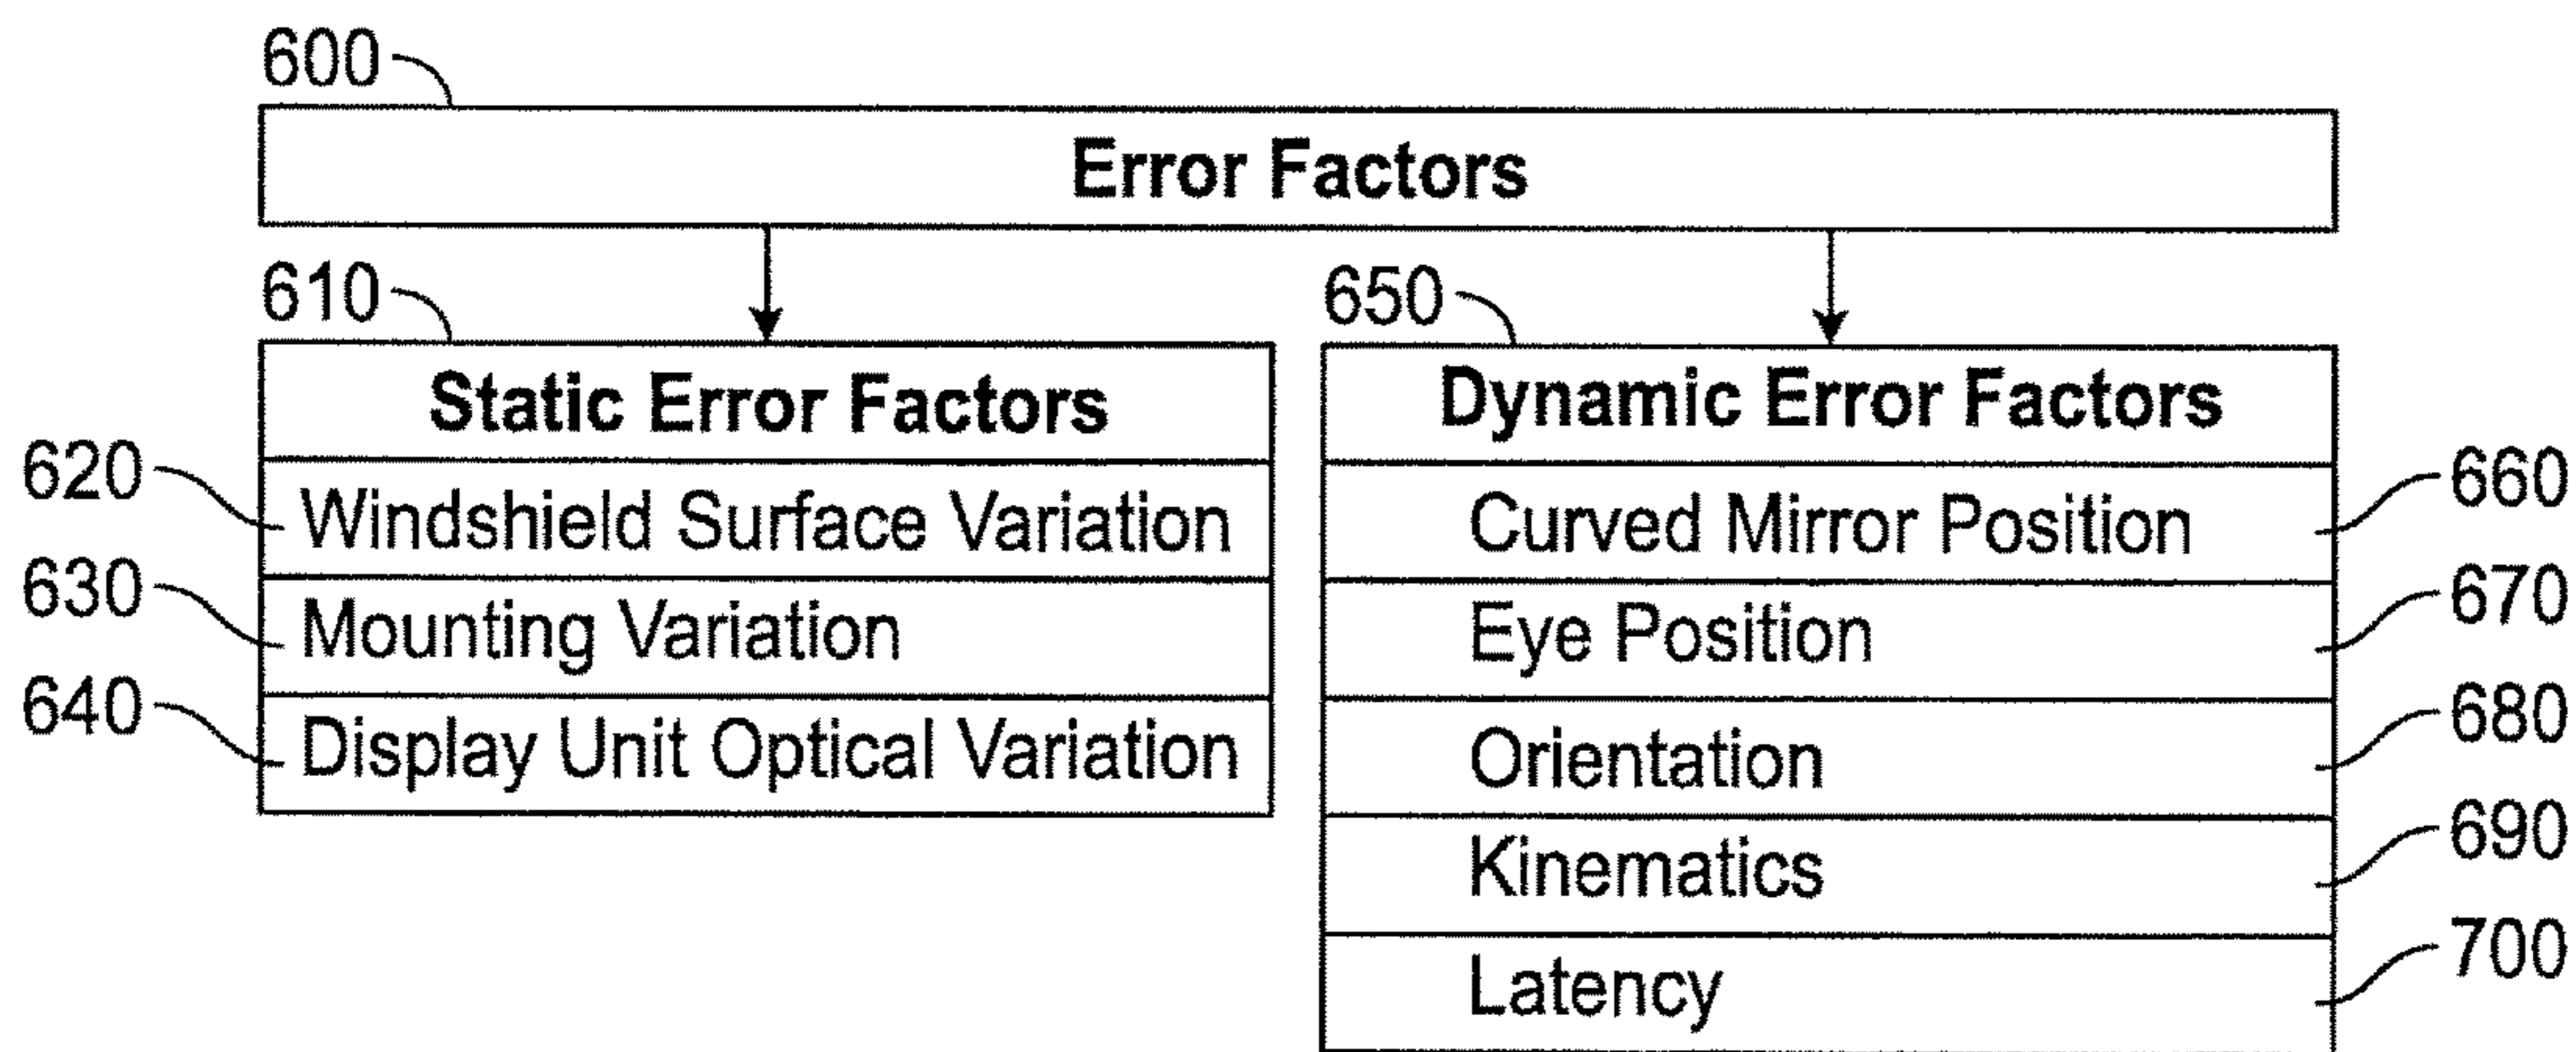 600
Error Factors
610
Static Error Factors
620
Windshield Surface Variation
630
Mounting Variation
640
Display Unit Optical Variation
650
Dynamic Error Factors
Curved Mirror Position
660
Eye Position
670
Orientation
680
Kinematics
690
Latency
700